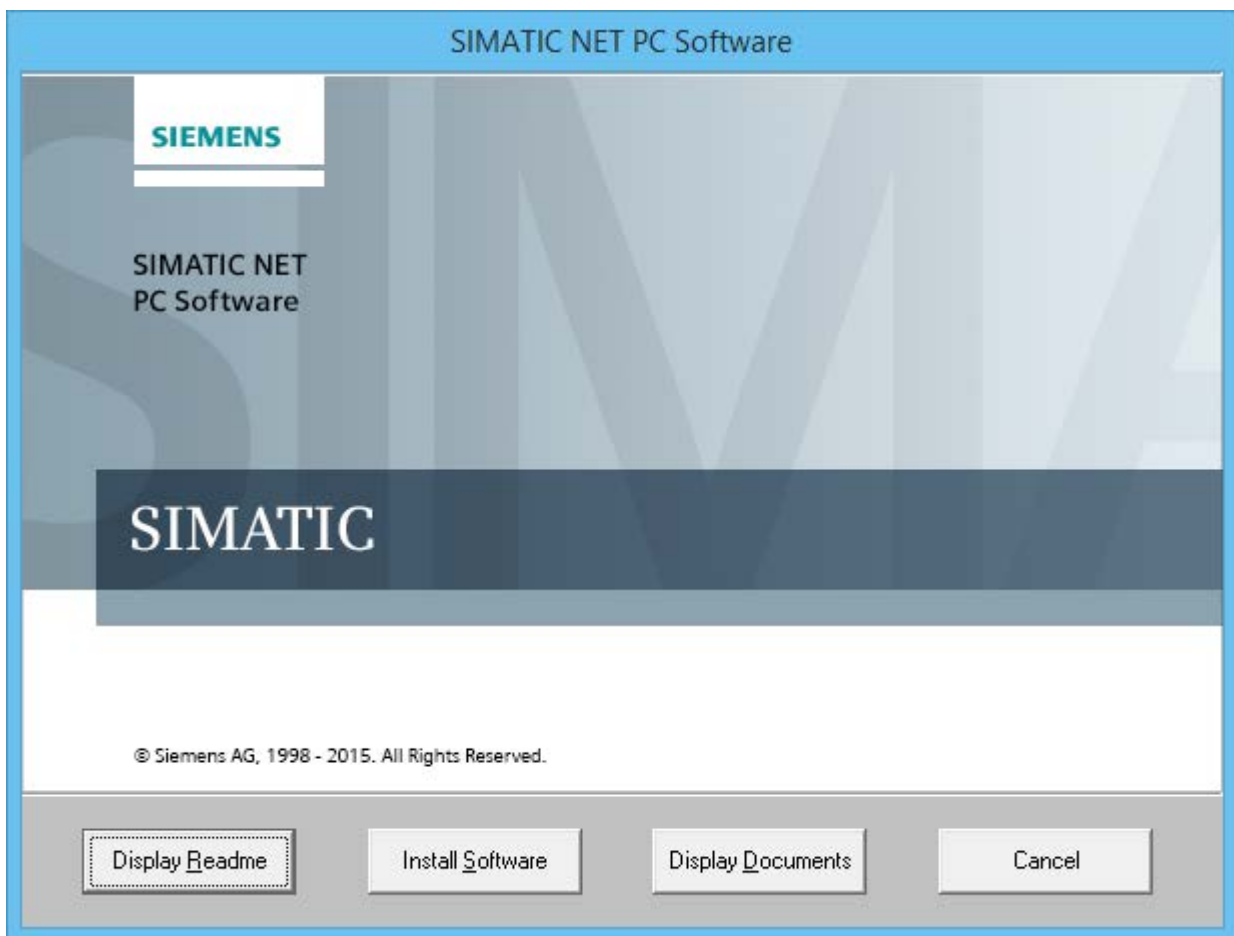 SIMATIC NET PC Software
SIEMENS
SIMATIC NET
PC Software
SIMATIC
© Siemens AG, 1998 - 2015. All Rights Reserved.
Display Readme
Install Software
Display Documents
Cancel